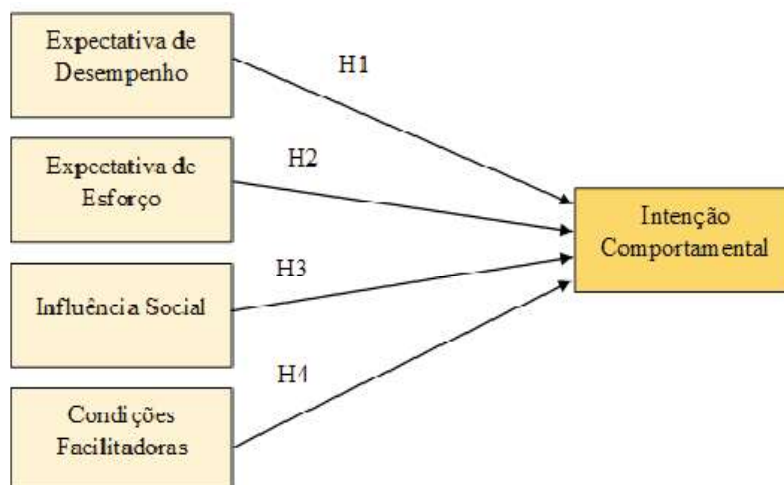 Expectativa de
Desempenho
H1
Expectativa de
Esforço
H2
Influência Social
H3
Condições
Facilitadoras
H4
Intenção
Comportamental